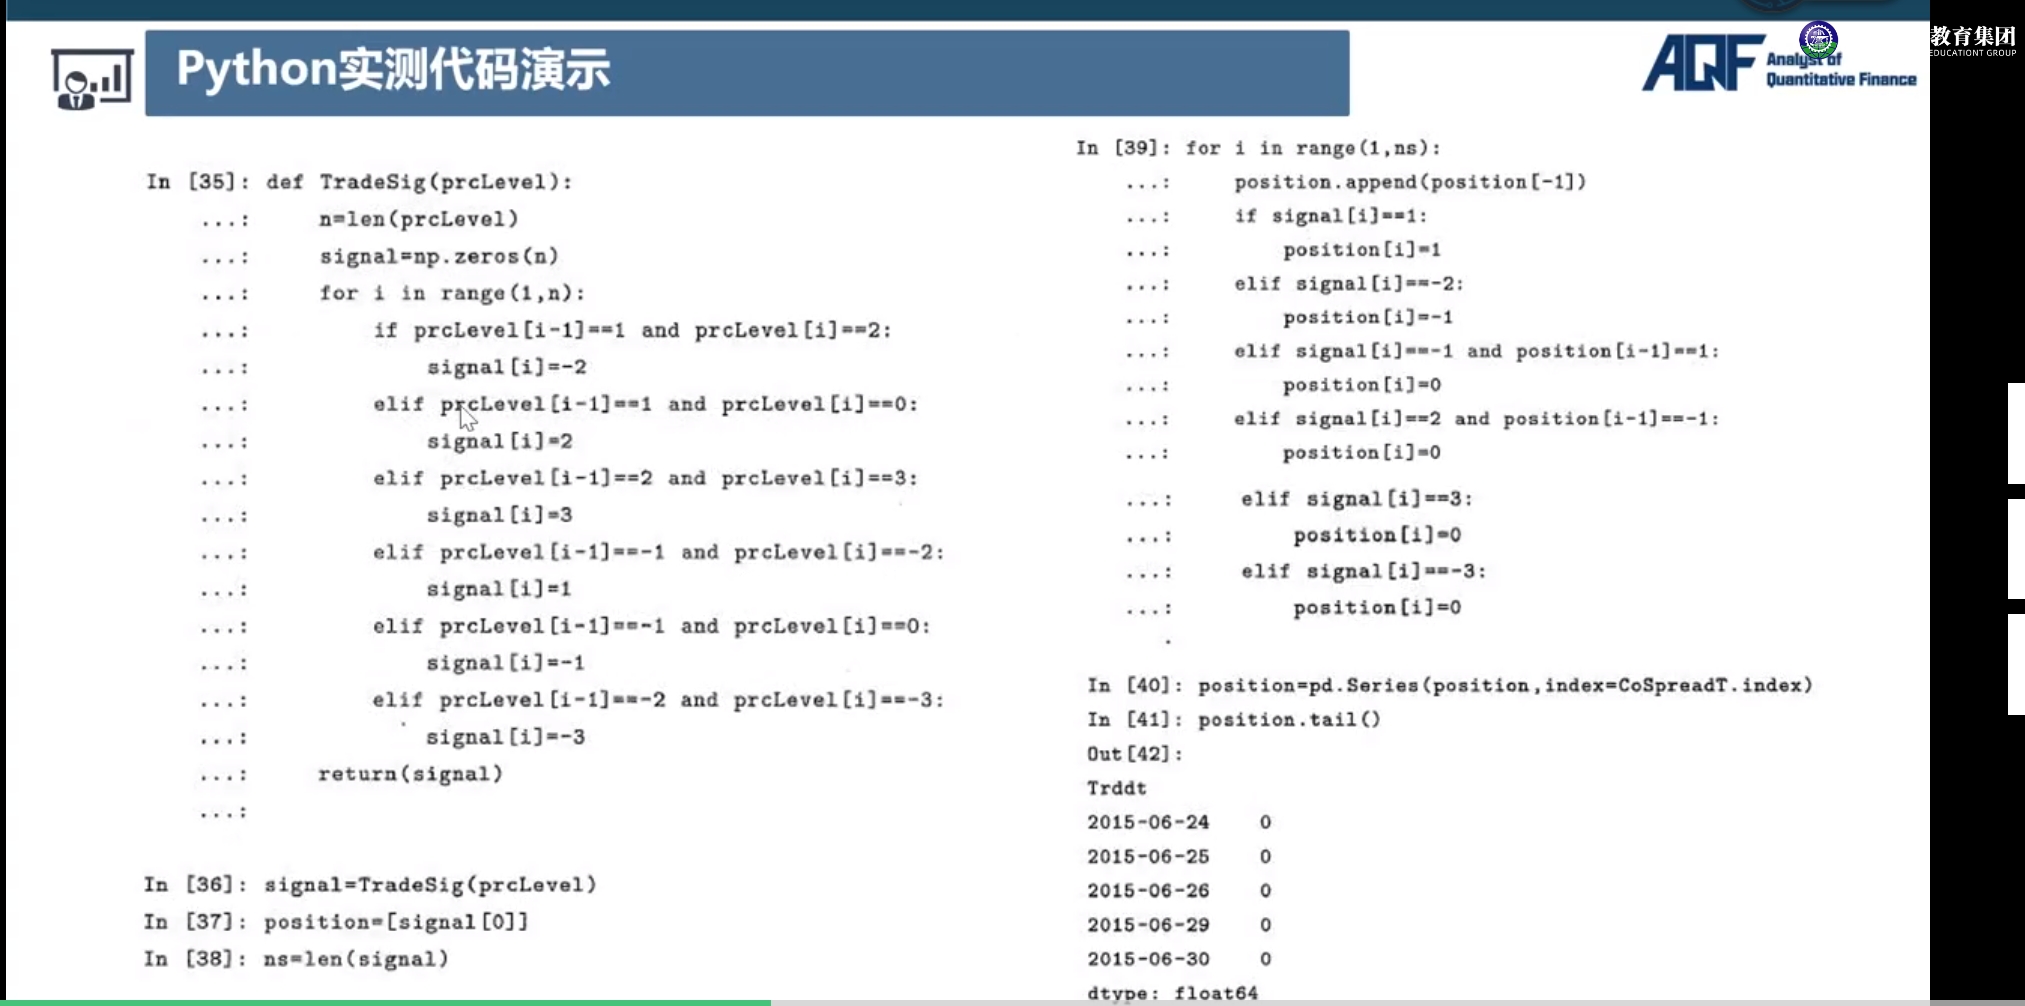 Python实测代码演示
AQF Analyst of
Quantitative Finance
教育集团
EDUCATIONT GROUP
In [35]: def TradeSig(prcLevel):
...: n=len(prcLevel)
...: signal=np.zeros(n)
...: for i in range(1,n):
...: if prcLevel[i-1]==1 and prcLevel[i]==2:
...: signal[i]=-2
...: elif prcLevel[i-1]==1 and prcLevel[i]==0:
...: signal[i]=2
...: elif prcLevel[i-1]==2 and prcLevel[i]==3:
...: signal[i]=3
...: elif prcLevel[i-1]==-1 and prcLevel[i]==-2:
...: signal[i]=1
...: elif prcLevel[i-1]==-1 and prcLevel[i]==0:
...: signal[i]=-1
...: elif prcLevel[i-1]==-2 and prcLevel[i]==-3:
...: signal[i]=-3
...: return(signal)
...:
In [36]: signal=TradeSig(prcLevel)
In [37]: position=[signal[0]]
In [38]: ns=len(signal)
In [39]: for i in range(1,ns):
...: position.append(position[-1])
...: if signal[i]==1:
...: position[i]=1
...: elif signal[i]==-2:
...: position[i]=-1
...: elif signal[i]==-1 and position[i-1]==1:
...: position[i]=0
...: elif signal[i]==2 and position[i-1]==-1:
...: position[i]=0
...: elif signal[i]==3:
...: position[i]=0
...: elif signal[i]==-3:
...: position[i]=0
In [40]: position=pd.Series(position,index=CoSpreadT.index)
In [41]: position.tail()
Out[42]:
Trddt
2015-06-24 0
2015-06-25 0
2015-06-26 0
2015-06-29 0
2015-06-30 0
dtype: float64